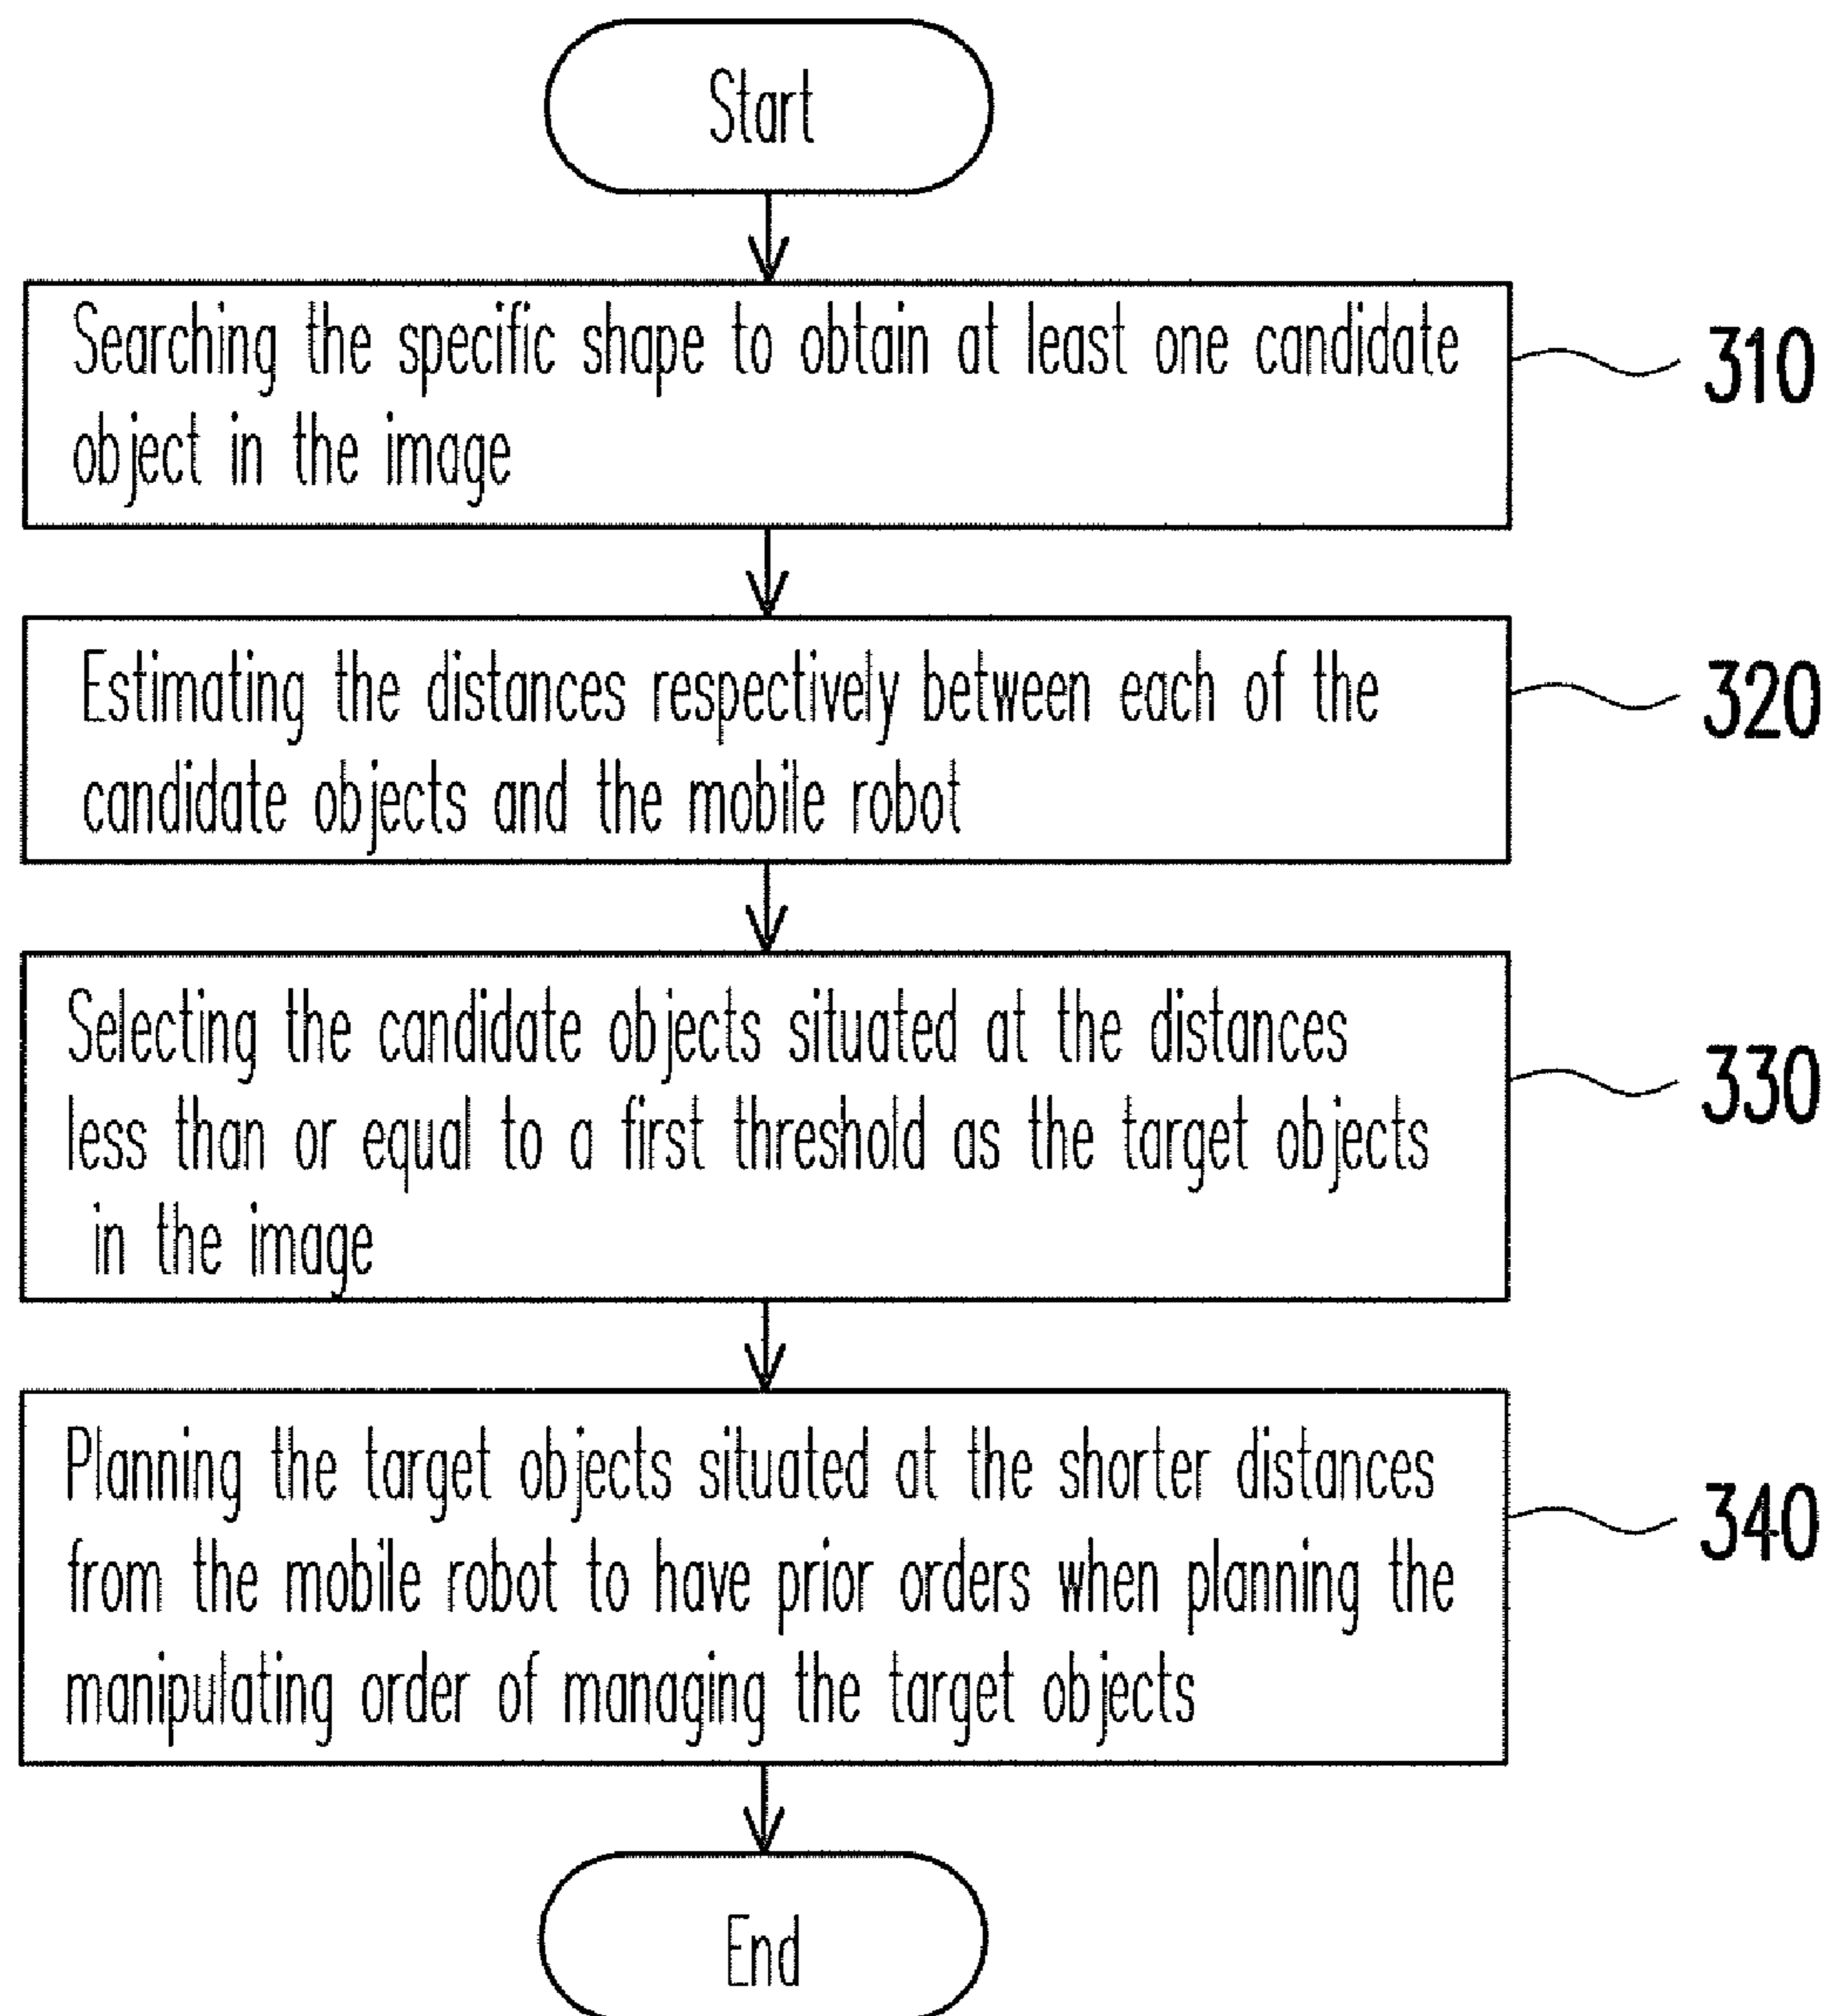 Start
Searching the specific shape to obtain at least one candidate
object in the image
310
Estimating the distances respectively between each of the
candidate objects and the mobile robot
320
Selecting the candidate objects situated at the distances
less than or equal to a first threshold as the target objects
in the image
330
Planning the target objects situated at the shorter distances
from the mobile robot to have prior orders when planning the
manipulating order of managing the target objects
340
End